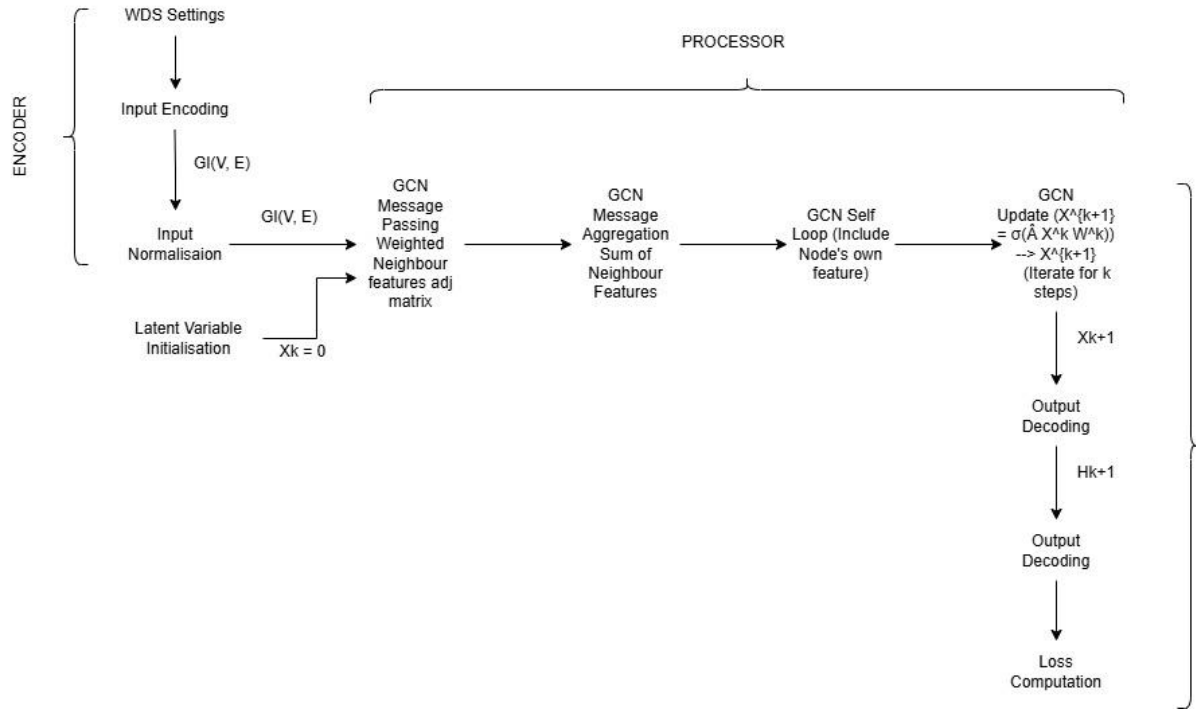 WDS Settings
PROCESSOR
ENCODER
Input Encoding
GI(V, E)
Input
Normalisaion
GI(V, E)
GCN
Message
Passing
Weighted
Neighbour
features adj
matrix
GCN
Message
Aggregation
Sum of
Neighbour
Features
GCN Self
Loop (Include
Node's own
feature)
GCN
Update (X^{k+1}
= σ(Â X^k W^k))
--> X^{k+1}
(Iterate for k
steps)
Latent Variable
Initialisation
Xk = 0
Xk+1
Output
Decoding
Hk+1
Output
Decoding
Loss
Computation